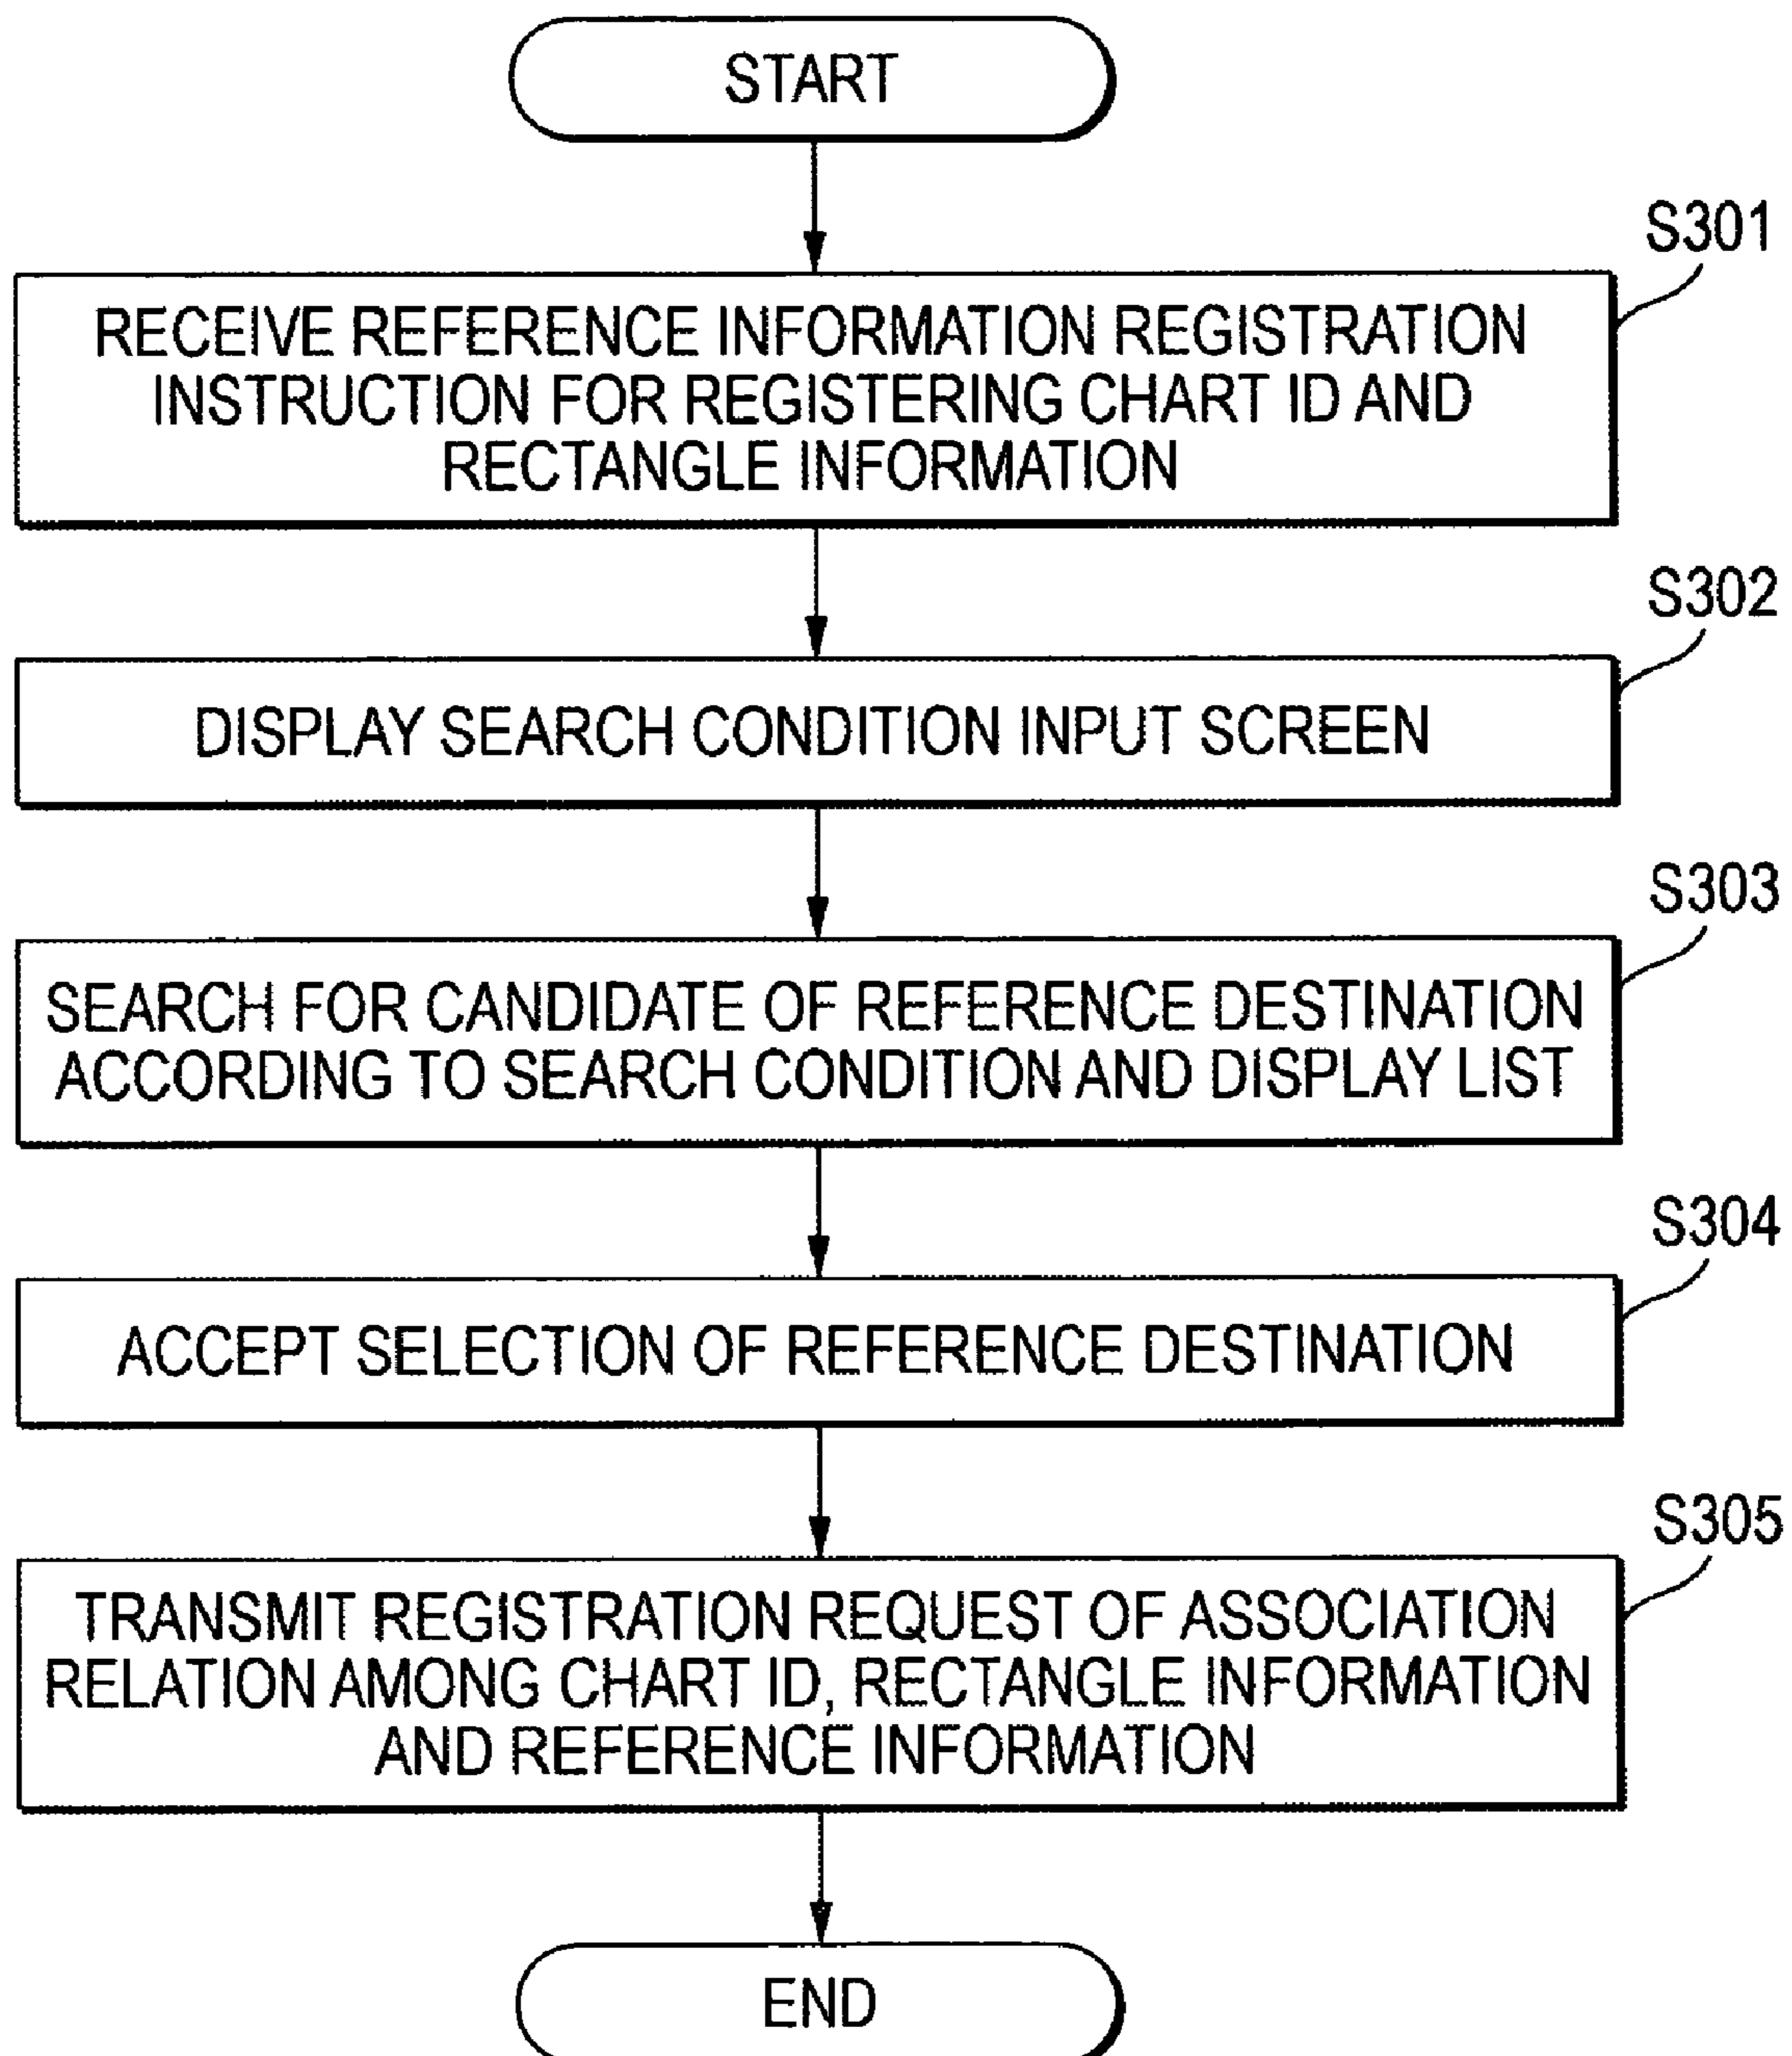 START
S301
RECEIVE REFERENCE INFORMATION REGISTRATION
INSTRUCTION FOR REGISTERING CHART ID AND
RECTANGLE INFORMATION
S302
DISPLAY SEARCH CONDITION INPUT SCREEN
S303
SEARCH FOR CANDIDATE OF REFERENCE DESTINATION
ACCORDING TO SEARCH CONDITION AND DISPLAY LIST
S304
ACCEPT SELECTION OF REFERENCE DESTINATION
S305
TRANSMIT REGISTRATION REQUEST OF ASSOCIATION
RELATION AMONG CHART ID, RECTANGLE INFORMATION
AND REFERENCE INFORMATION
END